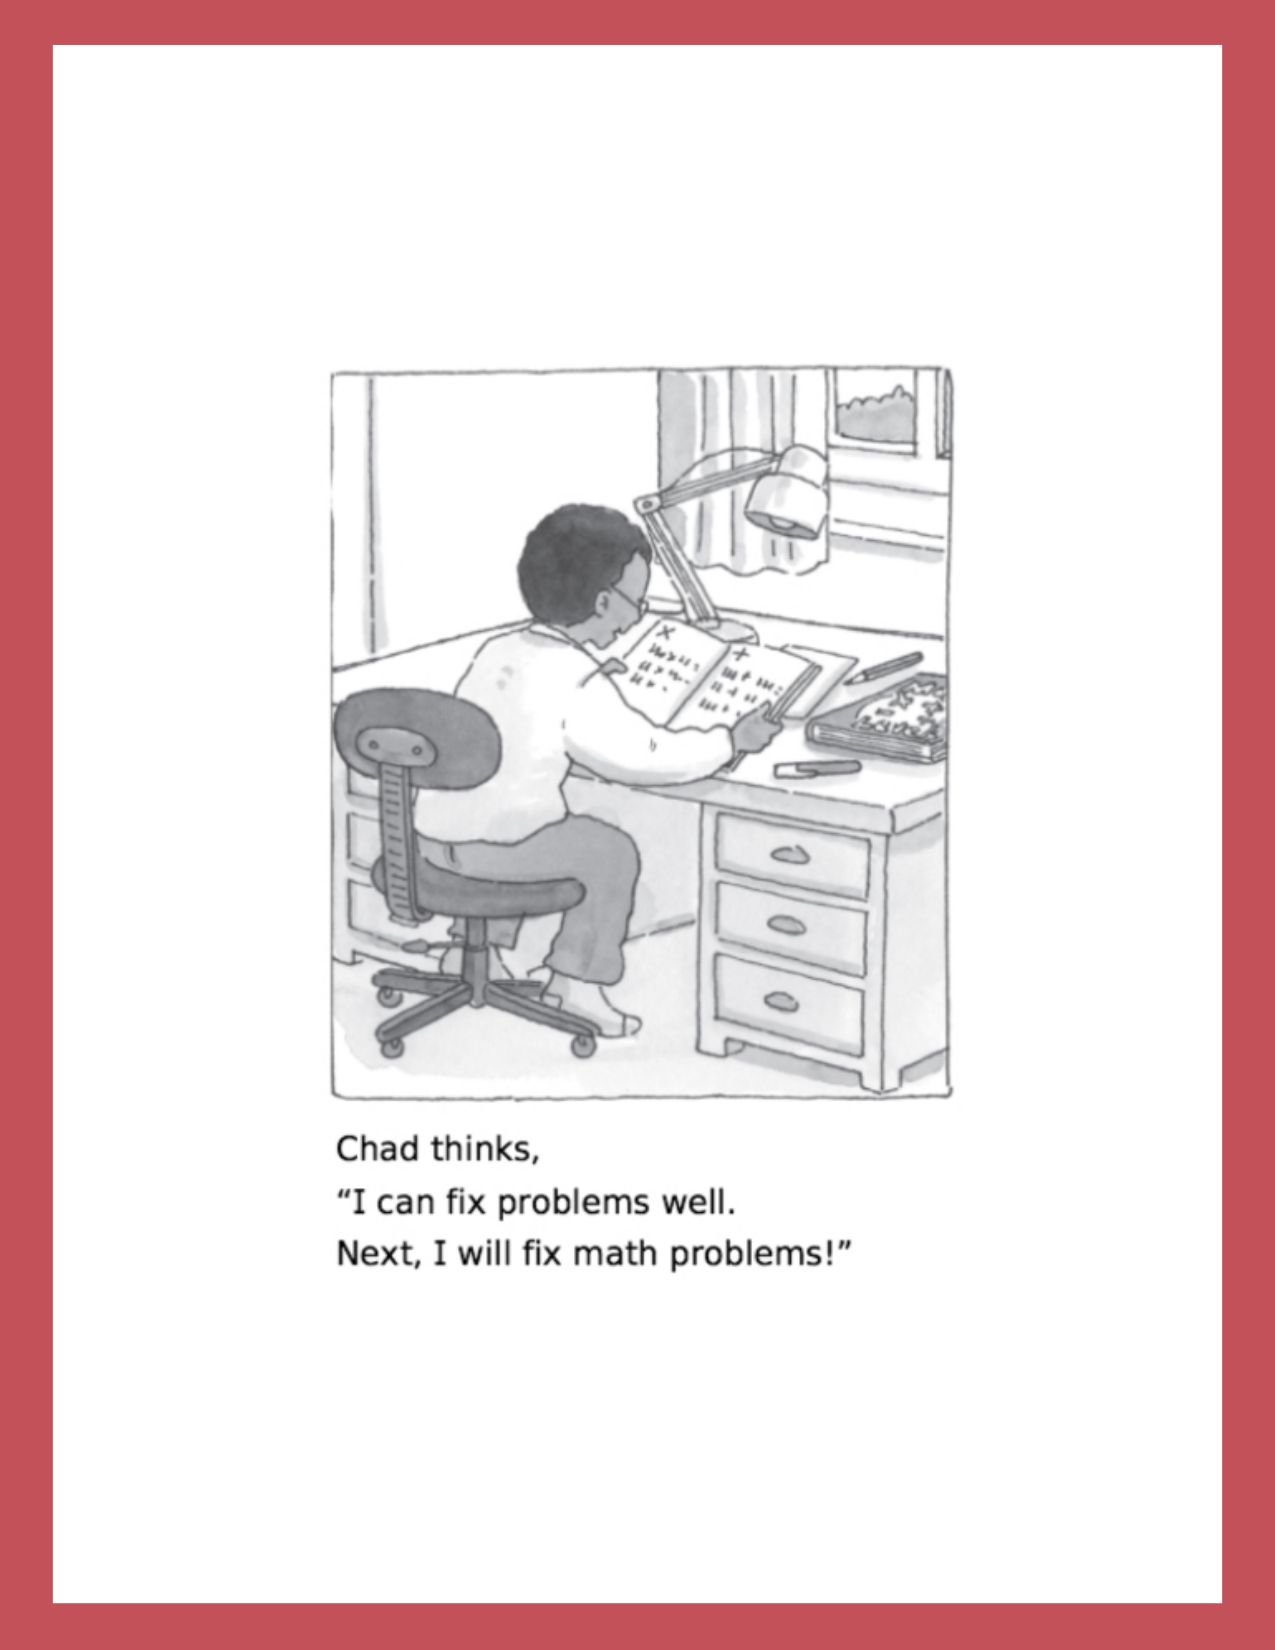 Chad thinks,
“I can fix problems well.
Next, I will fix math problems!”